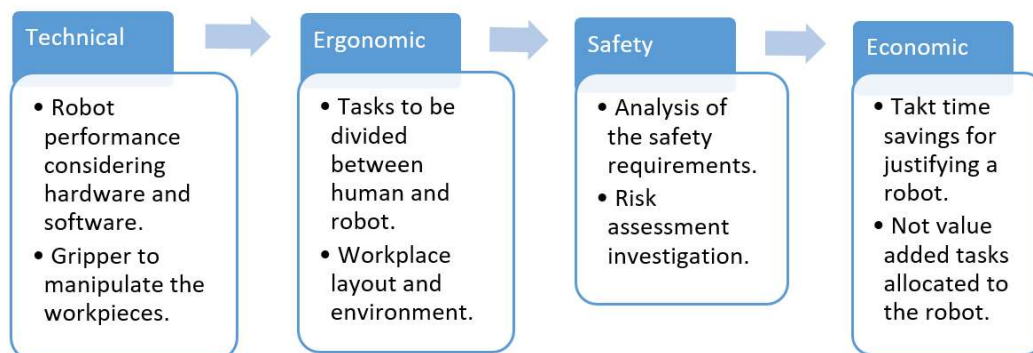 Technical
• Robot
performance
considering
hardware and
software.
• Gripper to
manipulate the
workpieces.
Ergonomic
• Tasks to be
divided
between
human and
robot.
• Workplace
layout and
environment.
Safety
• Analysis of
the safety
requirements.
• Risk
assessment
investigation.
Economic
• Takt time
savings for
justifying a
robot.
• Not value
added tasks
allocated to
the robot.